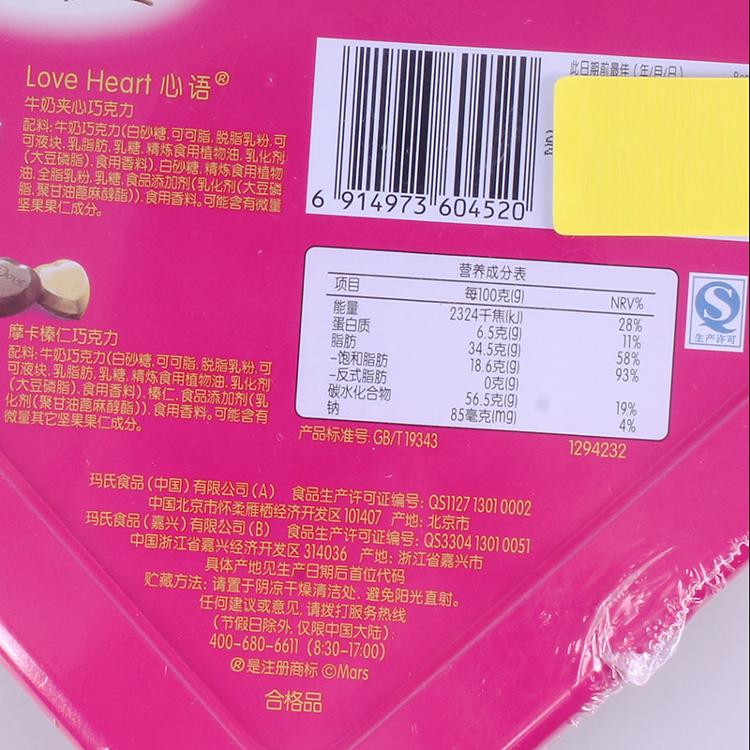 Love Heart 心语®
牛奶夹心巧克力
配料:牛奶巧克力(白砂糖,可可脂,脱脂乳粉,可
可液块,乳脂肪,乳糖,精炼食用植物油,乳化剂
(大豆磷脂),食用香料),白砂糖,精炼食用植物
油,全脂乳粉,乳糖,食品添加剂(乳化剂(大豆磷
脂,聚甘油蓖麻醇酯)),食用香料。可能含有微量
坚果果仁成分。
此日期前最佳(年/月/日)
6 914973 604520
Dove
摩卡榛仁巧克力
配料:牛奶巧克力(白砂糖,可可脂,脱脂乳粉,可
可液块,乳脂肪,乳糖,精炼食用植物油,乳化剂
(大豆磷脂),食用香料),榛仁,食品添加剂(乳
化剂(聚甘油蓖麻醇酯)),食用香料。可能含有
微量其它坚果果仁成分。
营养成分表
项目 每100克(g) NRV%
能量 2324千焦(kJ) 28%
蛋白质 6.5克(g) 11%
脂肪 34.5克(g) 58%
-饱和脂肪 18.6克(g) 93%
-反式脂肪 0克(g)
碳水化合物 56.5克(g) 19%
钠 85毫克(mg) 4%
S
生产许可
产品标准号:GB/T19343
1294232
玛氏食品(中国)有限公司(A) 食品生产许可证编号:QS1127 1301 0002
中国北京市怀柔雁栖经济开发区101407 产地:北京市
玛氏食品(嘉兴)有限公司(B) 食品生产许可证编号:QS3304 1301 0051
中国浙江省嘉兴经济开发区314036 产地:浙江省嘉兴市
具体产地见生产日期后首位代码
贮藏方法:请置于阴凉干燥清洁处,避免阳光直射。
任何建议或意见,请拨打服务热线
(节假日除外,仅限中国大陆):
400-680-6611 (8:30-17:00)
®是注册商标 ©Mars
合格品